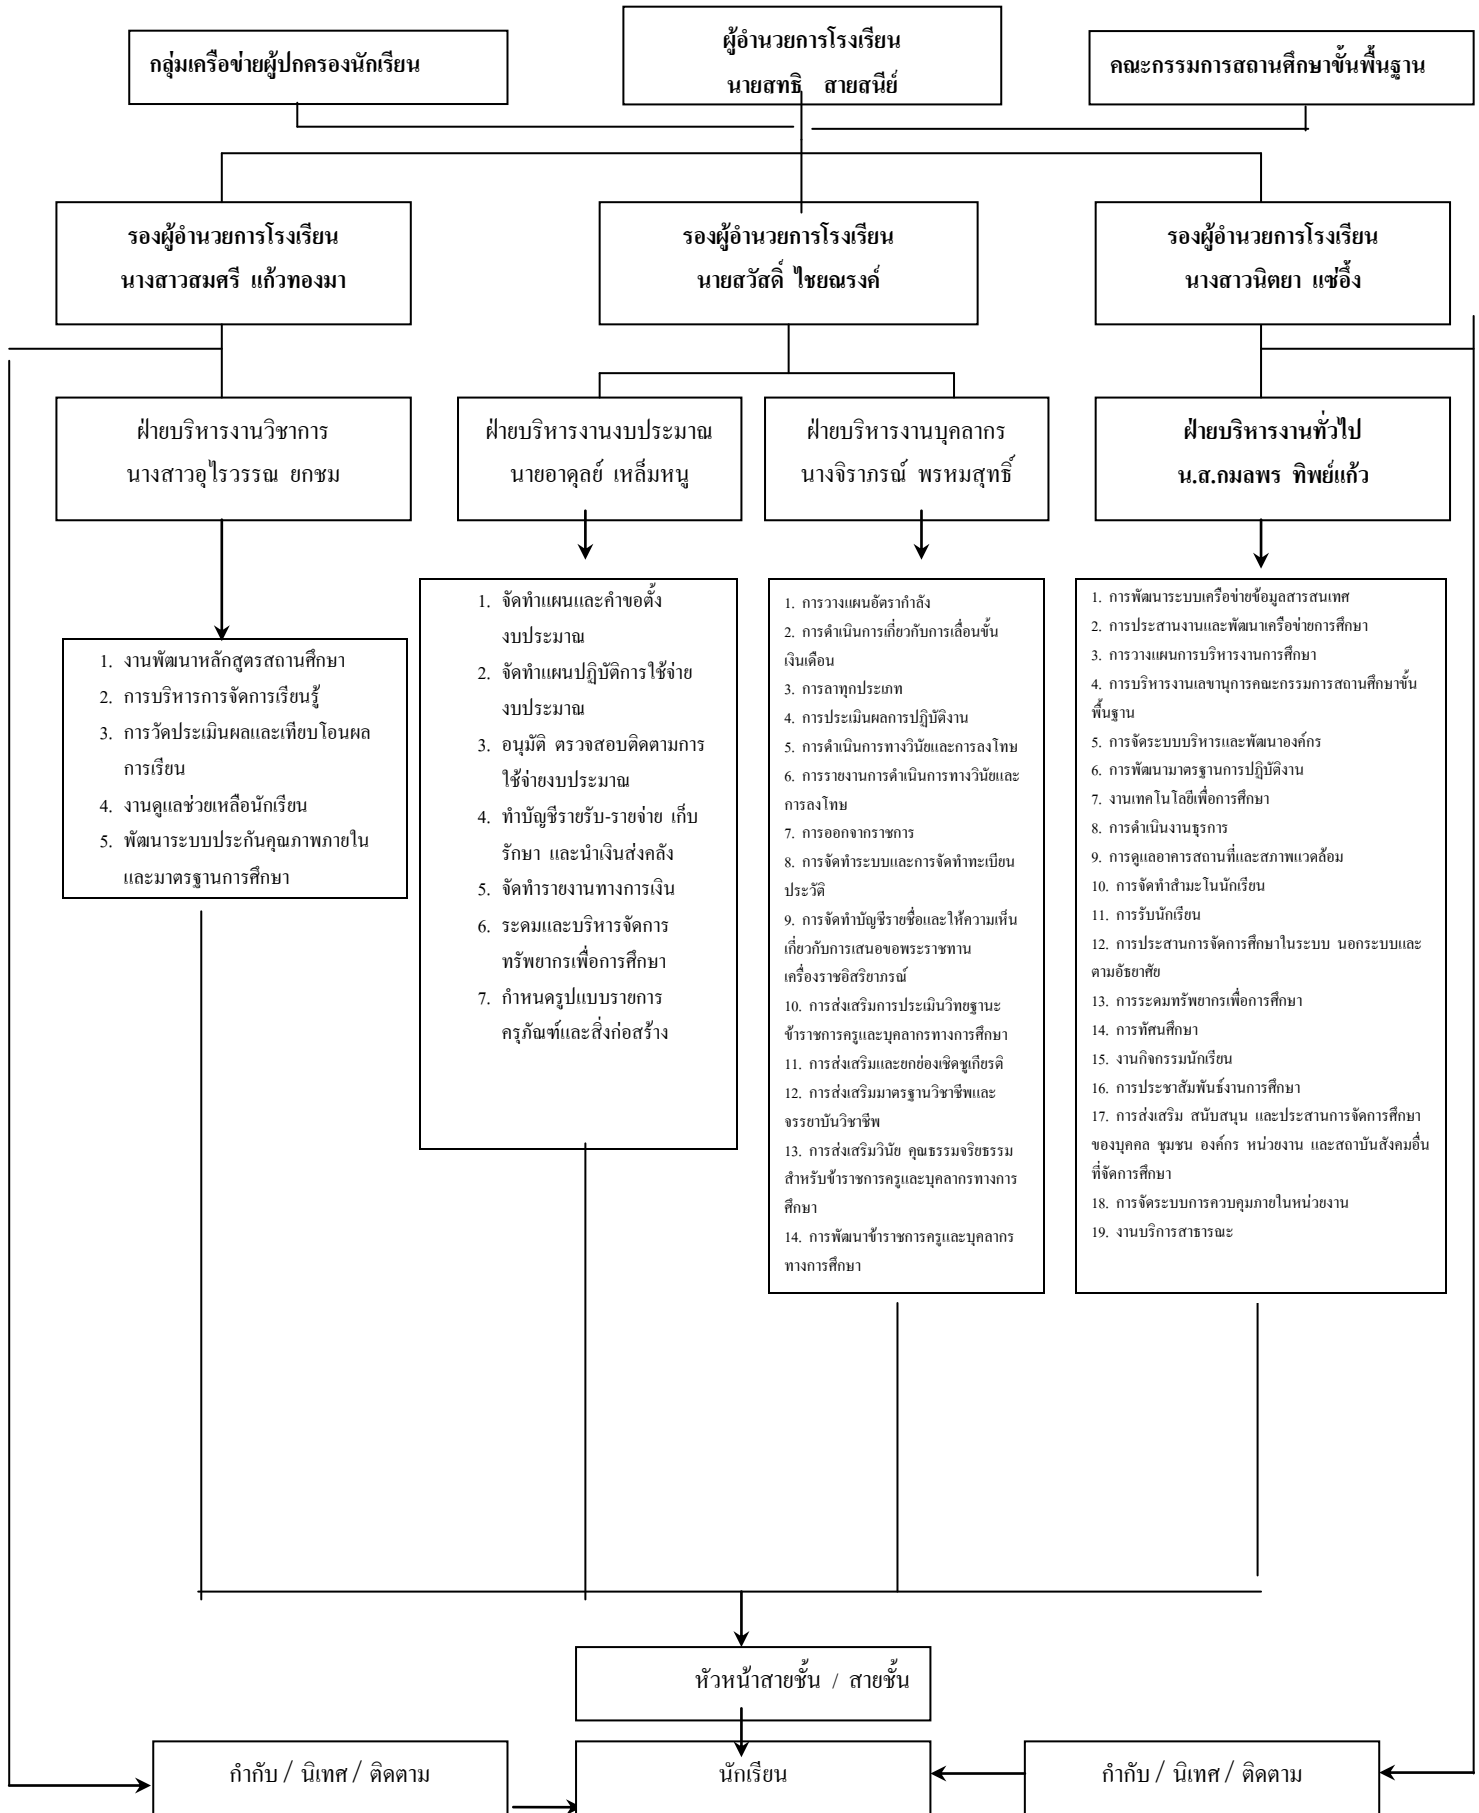 กลุ่มเครือข่ายผู้ปกครองนักเรียน
ผู้อำนวยการโรงเรียน
นายสทธิ สายสนีย์
คณะกรรมการสถานศึกษาขั้นพื้นฐาน
รองผู้อำนวยการโรงเรียน
นางสาวสมศรี แก้วทองมา
รองผู้อำนวยการโรงเรียน
นายสวัสดิ์ ไชยณรงค์
รองผู้อำนวยการโรงเรียน
นางสาวนิตยา แซ่อึ้ง
ฝ่ายบริหารงานวิชาการ
นางสาวอุไรวรรณ ยกชม
ฝ่ายบริหารงานงบประมาณ
นายอาดุลย์ เหล็มหนู
ฝ่ายบริหารงานบุคลากร
นางจิราภรณ์ พรหมสุทธิ์
ฝ่ายบริหารงานทั่วไป
น.ส.กมลพร ทิพย์แก้ว
1. งานพัฒนาหลักสูตรสถานศึกษา
2. การบริหารการจัดการเรียนรู้
3. การวัดประเมินผลและเทียบโอนผล
การเรียน
4. งานดูแลช่วยเหลือนักเรียน
5. พัฒนาระบบประกันคุณภาพภายใน
และมาตรฐานการศึกษา
1. จัดทำแผนและคำขอตั้ง
งบประมาณ
2. จัดทำแผนปฏิบัติการใช้จ่าย
งบประมาณ
3. อนุมัติ ตรวจสอบติดตามการ
ใช้จ่ายงบประมาณ
4. ทำบัญชีรายรับ-รายจ่าย เก็บ
รักษา และนำเงินส่งคลัง
5. จัดทำรายงานทางการเงิน
6. ระดมและบริหารจัดการ
ทรัพยากรเพื่อการศึกษา
7. กำหนดรูปแบบรายการ
ครุภัณฑ์และสิ่งก่อสร้าง
1. การวางแผนอัตรากำลัง
2. การดำเนินการเกี่ยวกับการเลื่อนขั้น
เงินเดือน
3. การลาทุกประเภท
4. การประเมินผลการปฏิบัติงาน
5. การดำเนินการทางวินัยและการลงโทษ
6. การรายงานการดำเนินการทางวินัยและ
การลงโทษ
7. การออกจากราชการ
8. การจัดทำระบบและการจัดทำทะเบียน
ประวัติ
9. การจัดทำบัญชีรายชื่อและให้ความเห็น
เกี่ยวกับการเสนอขอพระราชทาน
เครื่องราชอิสริยาภรณ์
10. การส่งเสริมการประเมินวิทยฐานะ
ข้าราชการครูและบุคลากรทางการศึกษา
11. การส่งเสริมและยกย่องเชิดชูเกียรติ
12. การส่งเสริมมาตรฐานวิชาชีพและ
จรรยาบันวิชาชีพ
13. การส่งเสริมวินัย คุณธรรมจริยธรรม
สำหรับข้าราชการครูและบุคลากรทางการ
ศึกษา
14. การพัฒนาข้าราชการครูและบุคลากร
ทางการศึกษา
1. การพัฒนาระบบเครือข่ายข้อมูลสารสนเทศ
2. การประสานงานและพัฒนาเครือข่ายการศึกษา
3. การวางแผนการบริหารงานการศึกษา
4. การบริหารงานเลขานุการคณะกรรมการสถานศึกษาขั้น
พื้นฐาน
5. การจัดระบบบริหารและพัฒนาองค์กร
6. การพัฒนามาตรฐานการปฏิบัติงาน
7. งานเทคโนโลยีเพื่อการศึกษา
8. การดำเนินงานธุรการ
9. การดูแลอาคารสถานที่และสภาพแวดล้อม
10. การจัดทำสำมะโนนักเรียน
11. การรับนักเรียน
12. การประสานการจัดการศึกษาในระบบ นอกระบบและ
ตามอัธยาศัย
13. การระดมทรัพยากรเพื่อการศึกษา
14. การทัศนศึกษา
15. งานกิจกรรมนักเรียน
16. การประชาสัมพันธ์งานการศึกษา
17. การส่งเสริม สนับสนุน และประสานการจัดการศึกษา
ของบุคคล ชุมชน องค์กร หน่วยงาน และสถาบันสังคมอื่น
ที่จัดการศึกษา
18. การจัดระบบการควบคุมภายในหน่วยงาน
19. งานบริการสาธารณะ
หัวหน้าสายชั้น / สายชั้น
กำกับ / นิเทศ / ติดตาม
นักเรียน
กำกับ / นิเทศ / ติดตาม